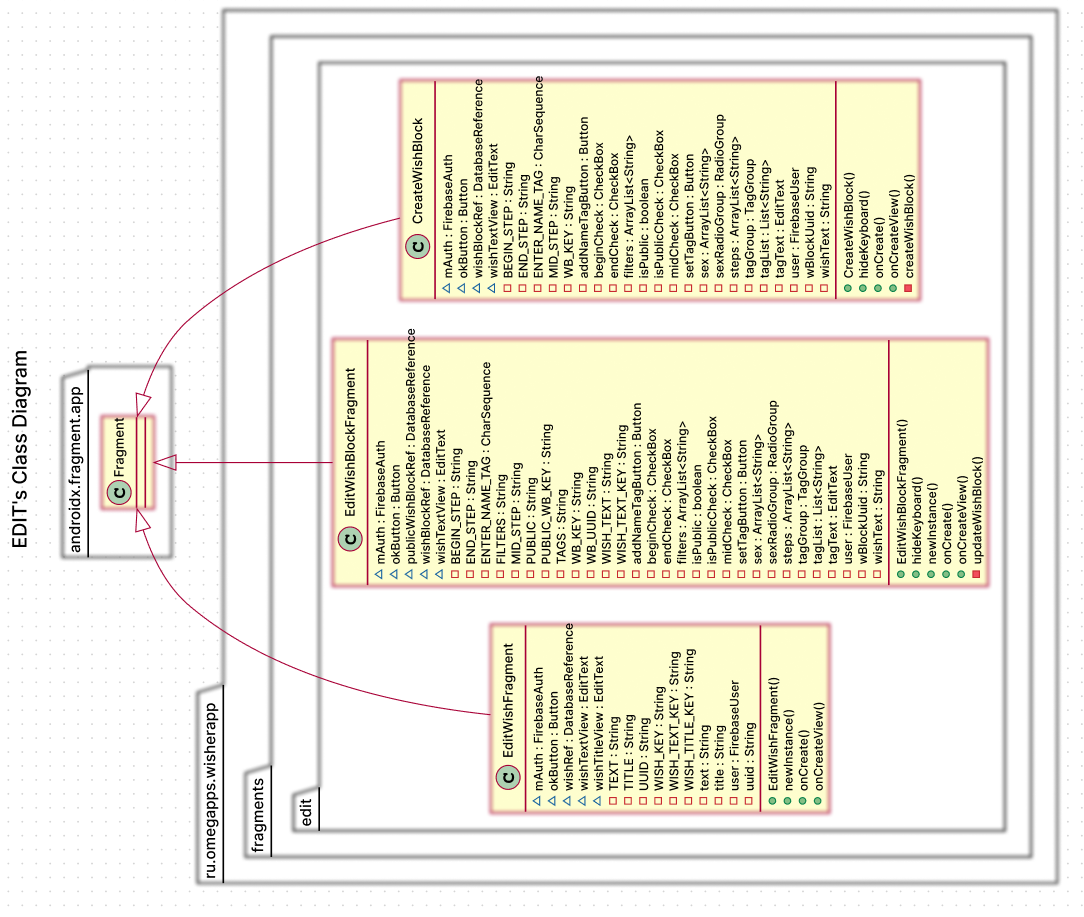 EDIT's Class Diagram
androidx.fragment.app
C Fragment
ru.omegapps.wisherapp
fragments
edit
C EditWishFragment
mAuth : FirebaseAuth
okButton : Button
wishRef : DatabaseReference
wishTextView : EditText
wishTitleView : EditText
TEXT : String
TITLE : String
UUID : String
WISH_KEY : String
WISH_TEXT_KEY : String
WISH_TITLE_KEY : String
text : String
title : String
user : FirebaseUser
uuid : String
EditWishFragment()
newInstance()
onCreate()
onCreateView()
C EditWishBlockFragment
mAuth : FirebaseAuth
okButton : Button
publicWishBlockRef : DatabaseReference
wishBlockRef : DatabaseReference
wishTextView : EditText
BEGIN_STEP : String
END_STEP : String
ENTER_NAME_TAG : CharSequence
FILTERS : String
MID_STEP : String
PUBLIC : String
PUBLIC_WB_KEY : String
TAGS : String
WB_KEY : String
WB_UUID : String
WISH_TEXT : String
WISH_TEXT_KEY : String
addNameTagButton : Button
beginCheck : CheckBox
endCheck : CheckBox
filters : ArrayList<String>
isPublic : boolean
isPublicCheck : CheckBox
midCheck : CheckBox
setTagButton : Button
sex : ArrayList<String>
sexRadioGroup : RadioGroup
steps : ArrayList<String>
tagGroup : TagGroup
tagList : List<String>
tagText : EditText
user : FirebaseUser
wBlockUuid : String
wishText : String
EditWishBlockFragment()
hideKeyboard()
newInstance()
onCreate()
onCreateView()
updateWishBlock()
C CreateWishBlock
mAuth : FirebaseAuth
okButton : Button
wishBlockRef : DatabaseReference
wishTextView : EditText
BEGIN_STEP : String
END_STEP : String
ENTER_NAME_TAG : CharSequence
MID_STEP : String
WB_KEY : String
addNameTagButton : Button
beginCheck : CheckBox
endCheck : CheckBox
filters : ArrayList<String>
isPublic : boolean
isPublicCheck : CheckBox
midCheck : CheckBox
setTagButton : Button
sex : ArrayList<String>
sexRadioGroup : RadioGroup
steps : ArrayList<String>
tagGroup : TagGroup
tagList : List<String>
tagText : EditText
user : FirebaseUser
wBlockUuid : String
wishText : String
CreateWishBlock()
hideKeyboard()
onCreate()
onCreateView()
createWishBlock()